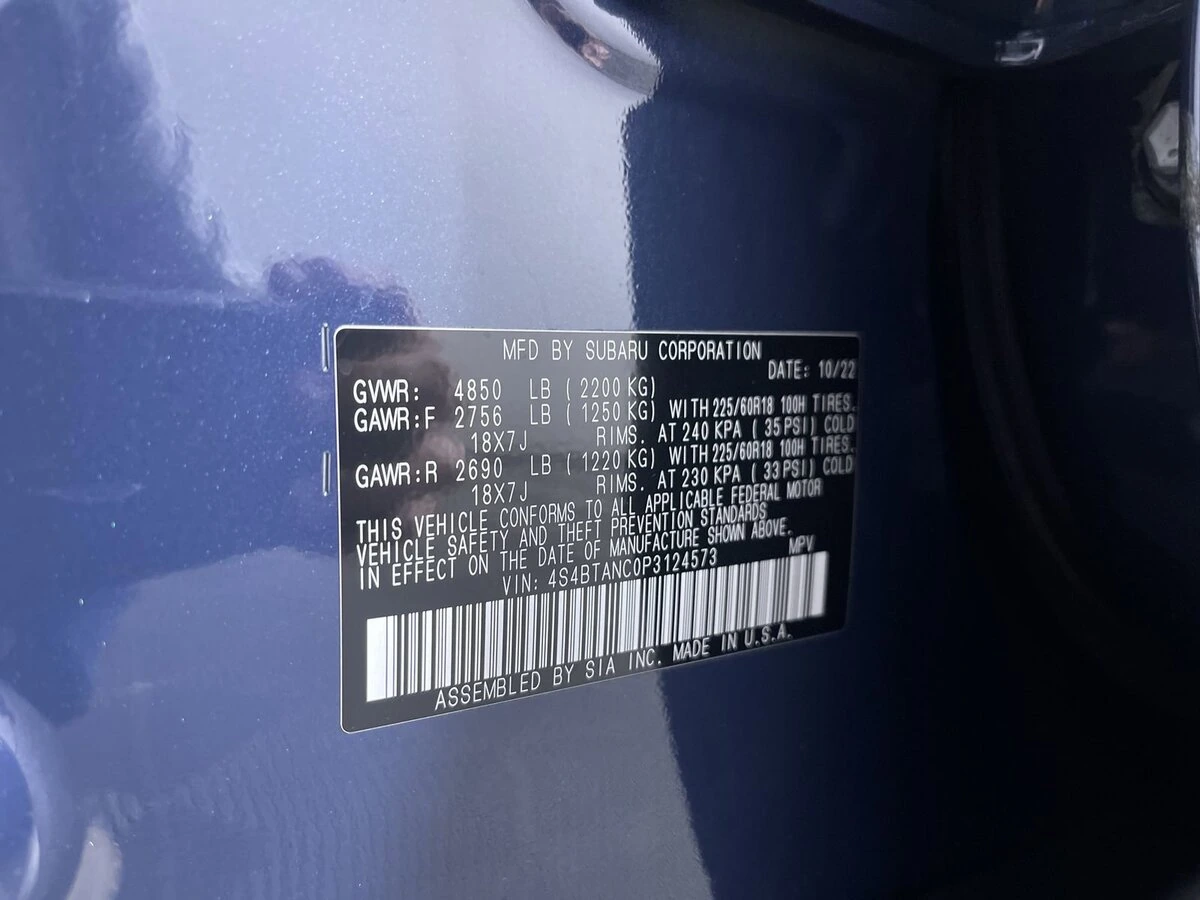 MFD BY SUBARU CORPORATION
DATE: 10/22
GVWR: 4850 LB (2200 KG)
GAWR:F 2756 LB (1250 KG) WITH 225/60R18 100H TIRES.
18X7J RIMS. AT 240 KPA (35 PSI) COLD
GAWR:R 2690 LB (1220 KG) WITH 225/60R18 100H TIRES.
18X7J RIMS. AT 230 KPA (33 PSI) COLD
THIS VEHICLE CONFORMS TO ALL APPLICABLE FEDERAL MOTOR
VEHICLE SAFETY AND THEFT PREVENTION STANDARDS
IN EFFECT ON THE DATE OF MANUFACTURE SHOWN ABOVE.
VIN: 4S4BTANC0P3124573 MPV
ASSEMBLED BY SIA INC. MADE IN U.S.A.